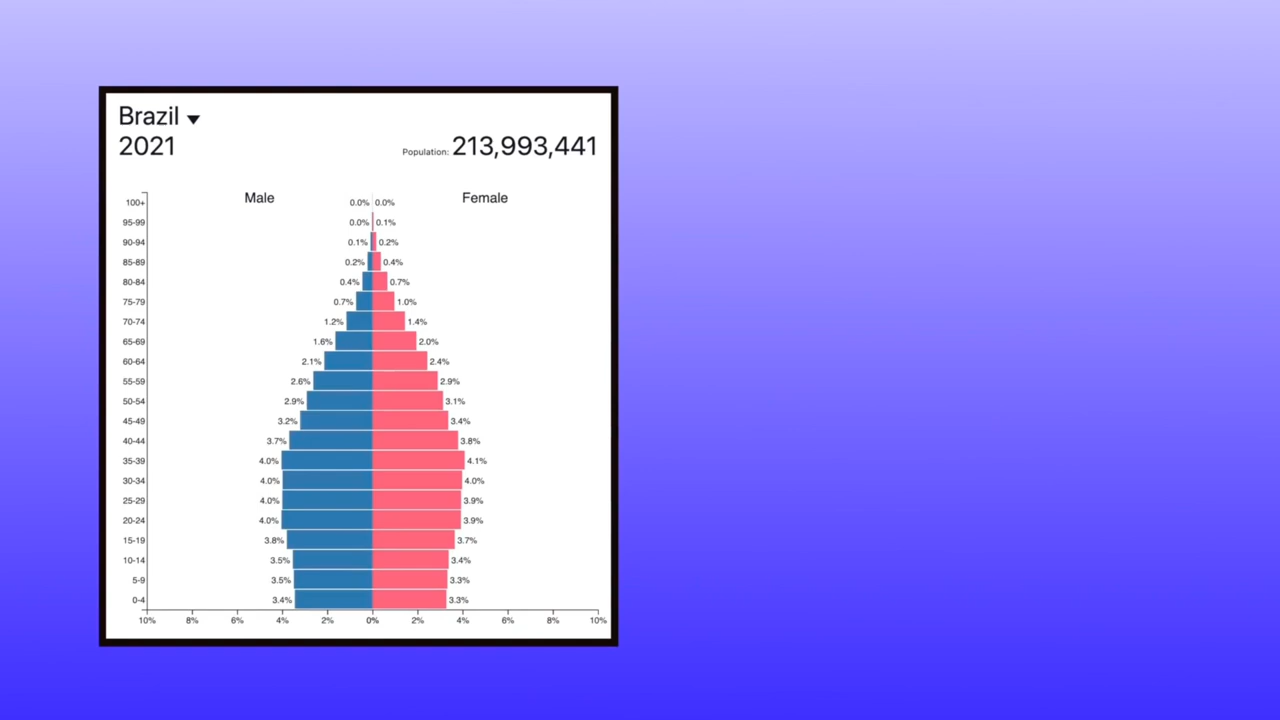 Brazil
2021
Population: 213,993,441
Male Female
100+ 0.0% 0.0%
95-99 0.0% 0.1%
90-94 0.1% 0.2%
85-89 0.2% 0.4%
80-84 0.4% 0.7%
75-79 0.7% 1.0%
70-74 1.2% 1.4%
65-69 1.6% 2.0%
60-64 2.1% 2.4%
55-59 2.6% 2.9%
50-54 2.9% 3.1%
45-49 3.2% 3.4%
40-44 3.7% 3.8%
35-39 4.0% 4.1%
30-34 4.0% 4.0%
25-29 4.0% 3.9%
20-24 4.0% 3.9%
15-19 3.8% 3.7%
10-14 3.5% 3.4%
5-9 3.5% 3.3%
0-4 3.4% 3.3%
10% 8% 6% 4% 2% 0% 2% 4% 6% 8% 10%